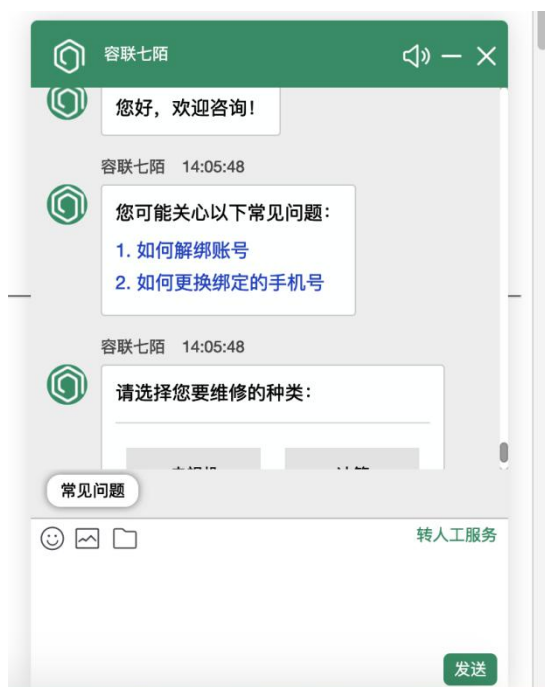 容联七陌
您好，欢迎咨询！
容联七陌 14:05:48
您可能关心以下常见问题：
1. 如何解绑账号
2. 如何更换绑定的手机号
容联七陌 14:05:48
请选择您要维修的种类：
常见问题
转人工服务
发送